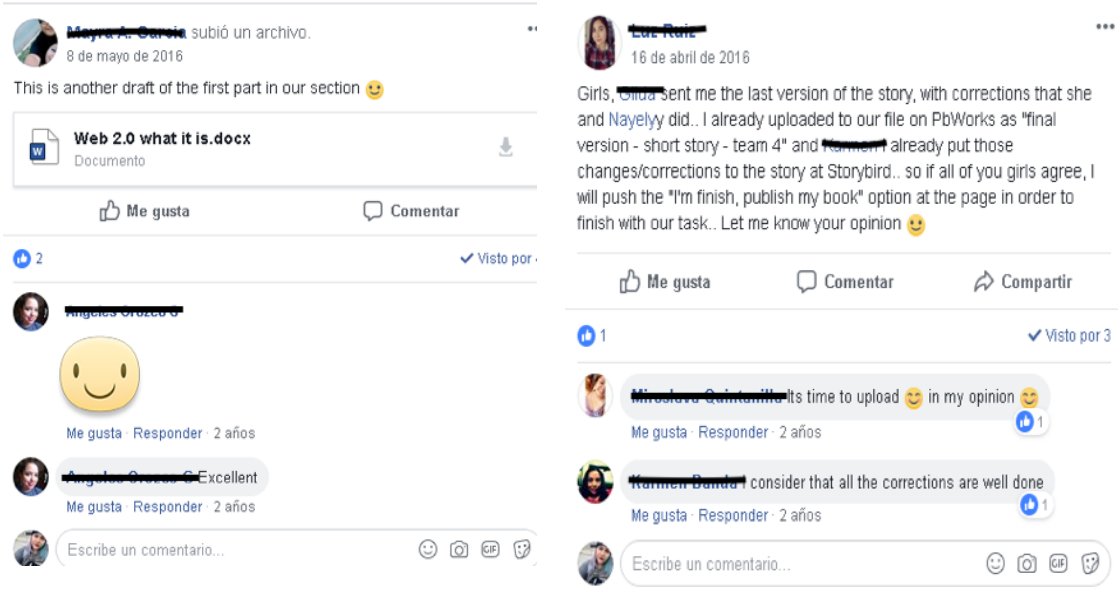 subió un archivo.
8 de mayo de 2016
This is another draft of the first part in our section
Web 2.0 what it is.docx
W
Documento
Me gusta
Comentar
2
Visto por
Me gusta · Responder · 2 años
Excellent
Me gusta · Responder · 2 años
Escribe un comentario...
GIF
16 de abril de 2016
Girls, sent me the last version of the story, with corrections that she
and Nayelyy did.. I already uploaded to our file on PbWorks as "final
version - short story - team 4" and already put those
changes/corrections to the story at Storybird.. so if all of you girls agree, I
will push the "I'm finish, publish my book" option at the page in order to
finish with our task.. Let me know your opinion
Me gusta
Comentar
Compartir
1
Visto por 3
Its time to upload in my opinion
1
Me gusta · Responder · 2 años
I consider that all the corrections are well done
1
Me gusta · Responder · 2 años
Escribe un comentario...
GIF